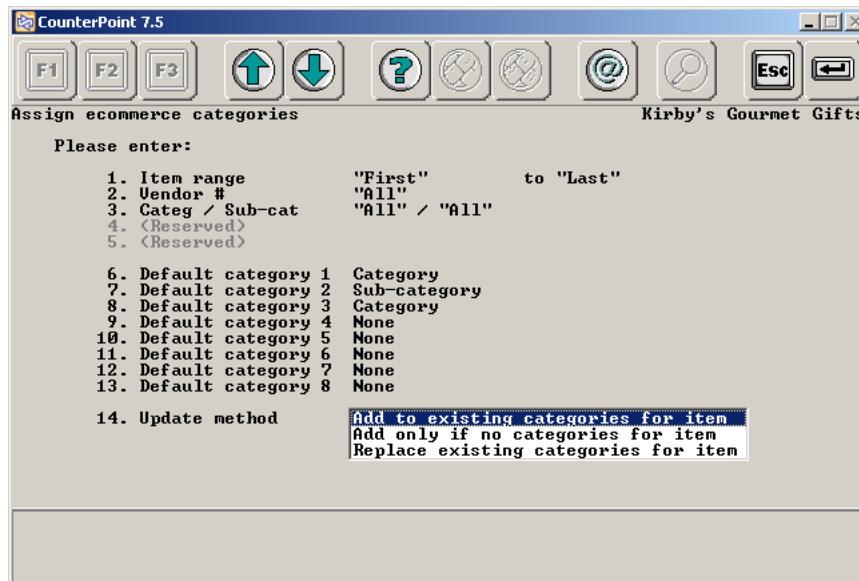 CounterPoint 7.5
F1 F2 F3 ? @ Esc
Assign ecommerce categories Kirby's Gourmet Gifts
Please enter:
1. Item range "First" to "Last"
2. Vendor # "All"
3. Categ / Sub-cat "All" / "All"
4. (Reserved)
5. (Reserved)
6. Default category 1 Category
7. Default category 2 Sub-category
8. Default category 3 Category
9. Default category 4 None
10. Default category 5 None
11. Default category 6 None
12. Default category 7 None
13. Default category 8 None
14. Update method Add to existing categories for item
Add only if no categories for item
Replace existing categories for item